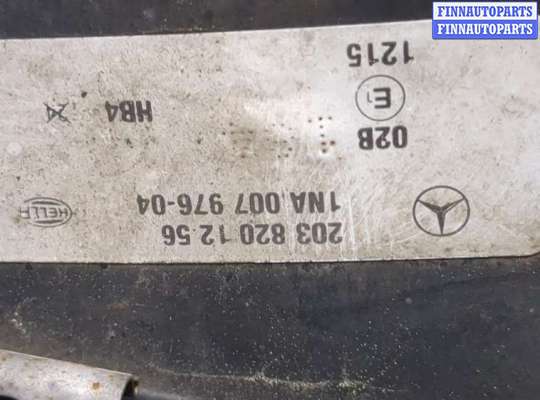 FINNAUTOPARTS
FINNAUTOPARTS
203 820 12 56
1NA 007 976-04
HELLA
02B
E1
HB4
1215